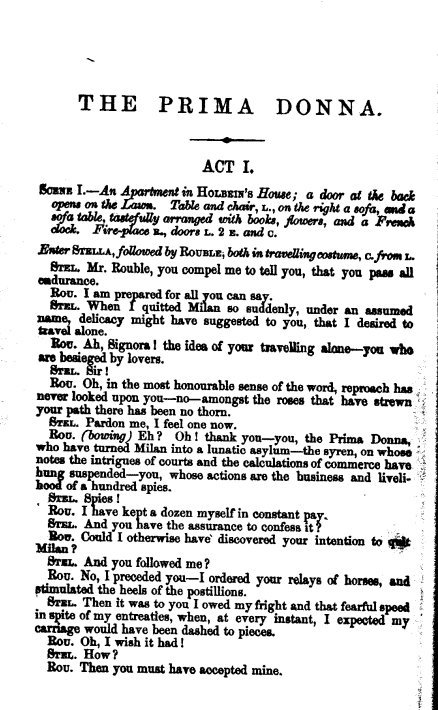 THE PRIMA DONNA.
ACT I.
SCENE I.—An Apartment in HOLBEIN'S House; a door at the back
opens on the Lawn. Table and chair, L., on the right a sofa, and a
sofa table, tastefully arranged with books, flowers, and a French
clock. Fire-place R., doors L. 2 E. and C.
Enter STELLA, followed by ROUBLE, both in travelling costume, C. from L.
STEL. Mr. Rouble, you compel me to tell you, that you pass all
endurance.
ROU. I am prepared for all you can say.
STEL. When I quitted Milan so suddenly, under an assumed
name, delicacy might have suggested to you, that I desired to
travel alone.
ROU. Ah, Signora! the idea of your travelling alone—you who
are besieged by lovers.
STEL. Sir!
ROU. Oh, in the most honourable sense of the word, reproach has
never looked upon you—no—amongst the roses that have strewn
your path there has been no thorn.
STEL. Pardon me, I feel one now.
ROU. (bowing) Eh? Oh! thank you—you, the Prima Donna,
who have turned Milan into a lunatic asylum—the syren, on whose
notes the intrigues of courts and the calculations of commerce have
hung suspended—you, whose actions are the business and liveli-
hood of a hundred spies.
STEL. Spies!
ROU. I have kept a dozen myself in constant pay.
STEL. And you have the assurance to confess it?
ROU. Could I otherwise have discovered your intention to quit
Milan?
STEL. And you followed me?
ROU. No, I preceded you—I ordered your relays of horses, and
stimulated the heels of the postillions.
STEL. Then it was to you I owed my fright and that fearful speed
in spite of my entreaties, when, at every instant, I expected my
carriage would have been dashed to pieces.
ROU. Oh, I wish it had!
STEL. How?
ROU. Then you must have accepted mine.